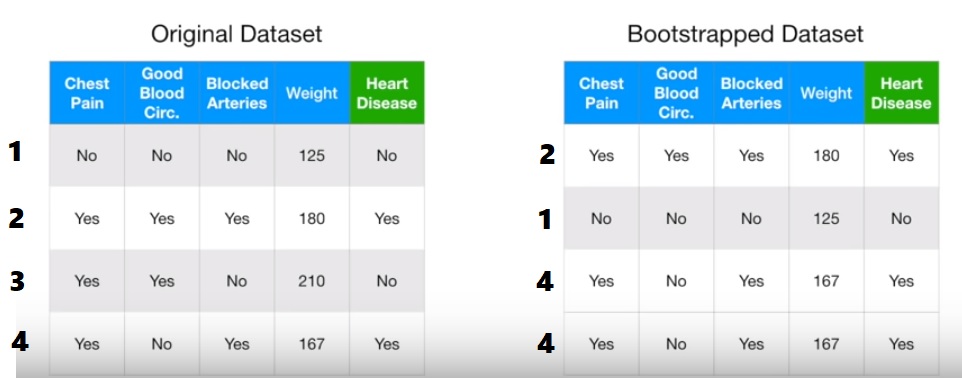 Original Dataset
Chest Pain Good Blood Circ. Blocked Arteries Weight Heart Disease
1 No No No 125 No
2 Yes Yes Yes 180 Yes
3 Yes Yes No 210 No
4 Yes No Yes 167 Yes
Bootstrapped Dataset
Chest Pain Good Blood Circ. Blocked Arteries Weight Heart Disease
2 Yes Yes Yes 180 Yes
1 No No No 125 No
4 Yes No Yes 167 Yes
4 Yes No Yes 167 Yes